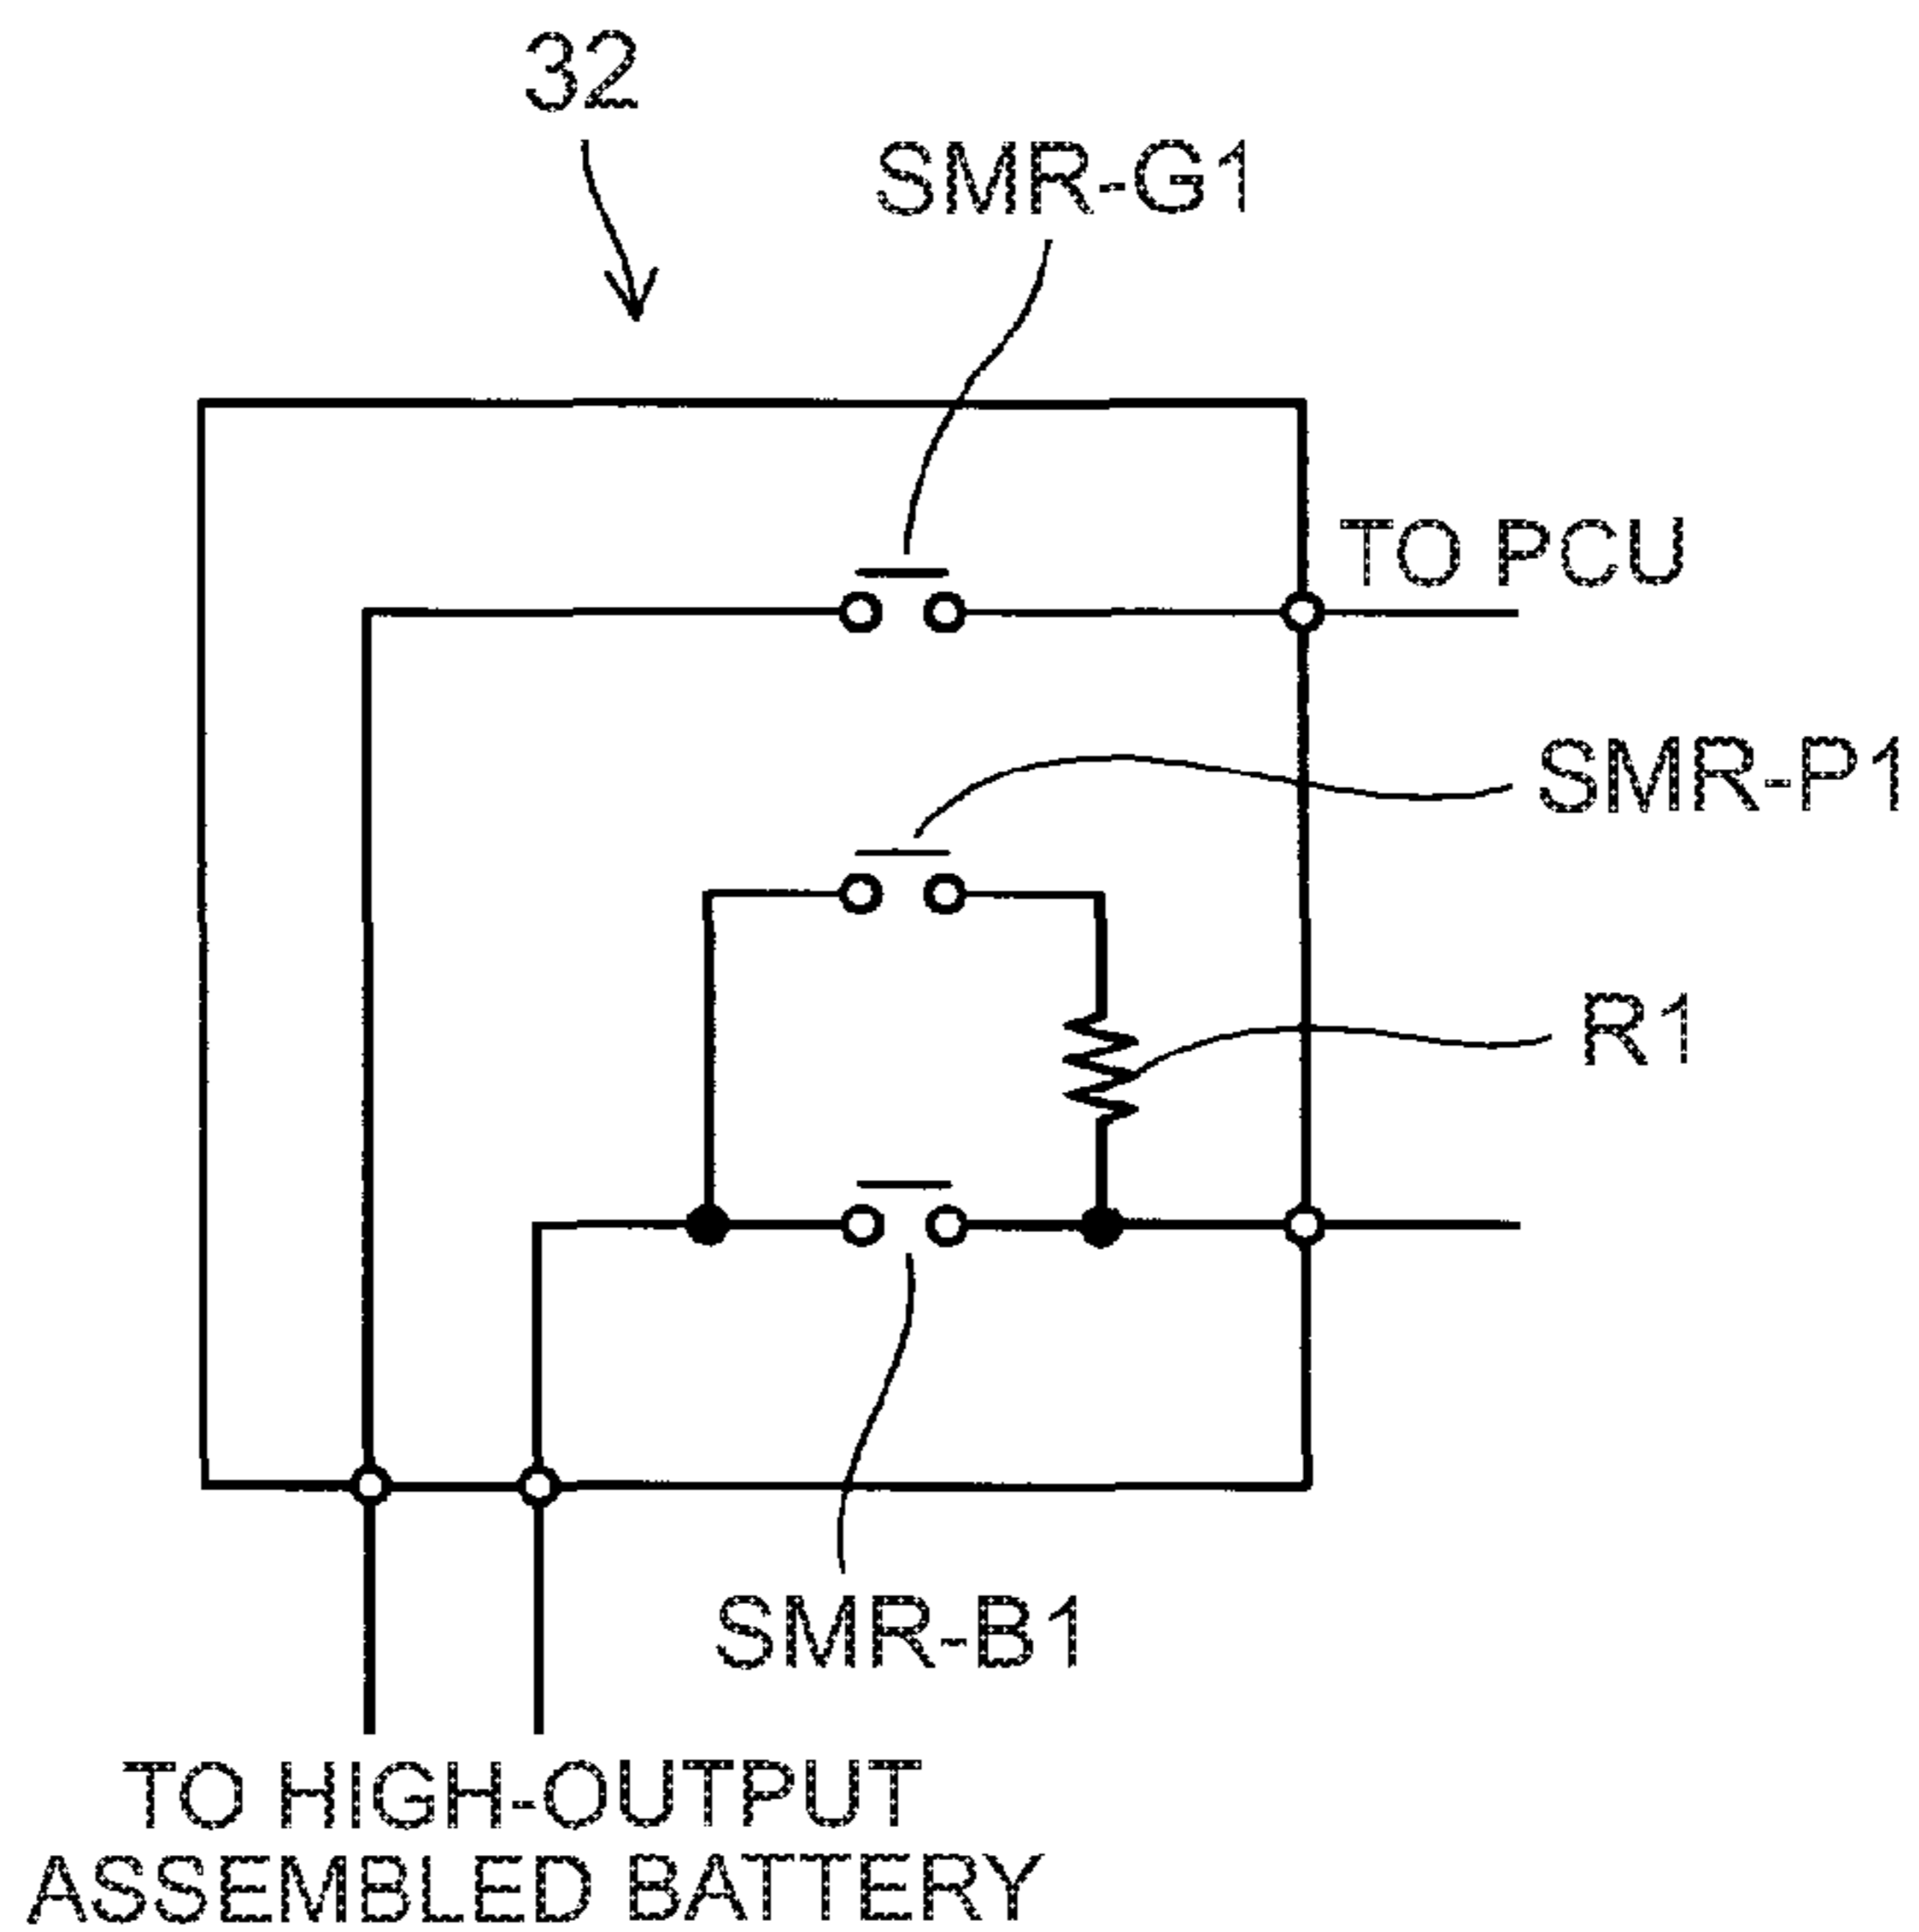 32
SMR-G1
TO PCU
SMR-P1
R1
SMR-B1
TO HIGH-OUTPUT
ASSEMBLED BATTERY